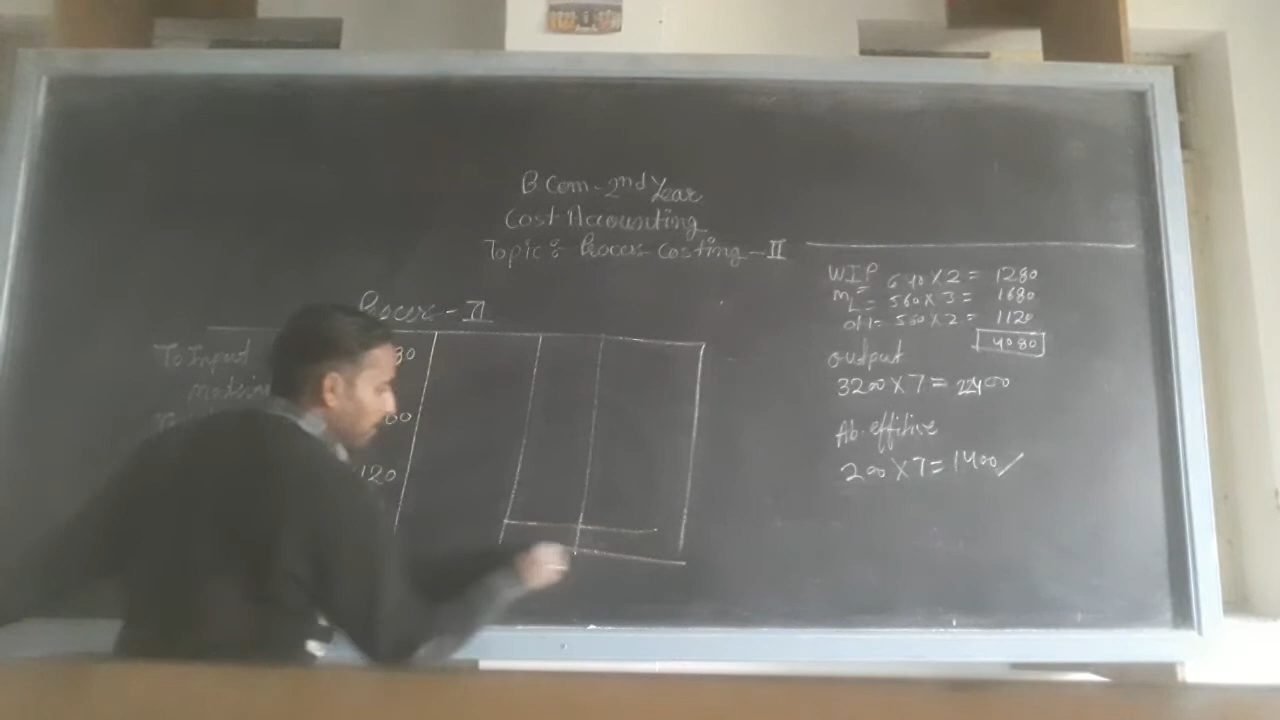 B.Com - 2nd Year
Cost Accounting
Topic : Process Costing - II
Process - II
To Input
120
WIP
640 X 2 = 1280
= 560 X 3 = 1680
560 X 2 = 1120
4080
output
3200 X 7 = 22400
Ab. effitive
200 X 7 = 1400 ✓